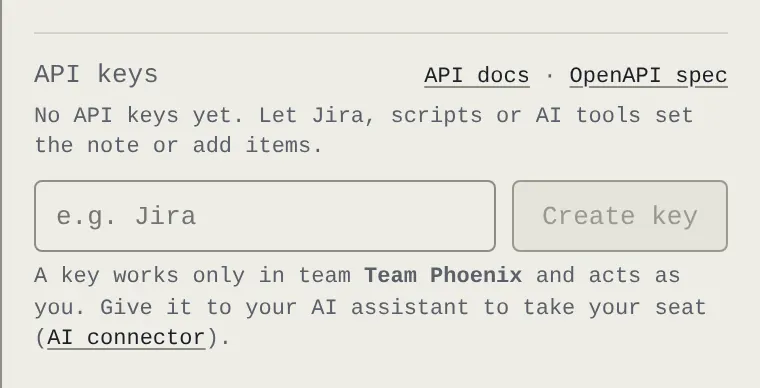 API keys
API docs · OpenAPI spec
No API keys yet. Let Jira, scripts or AI tools set
the note or add items.
e.g. Jira
Create key
A key works only in team Team Phoenix and acts as
you. Give it to your AI assistant to take your seat
(AI connector).